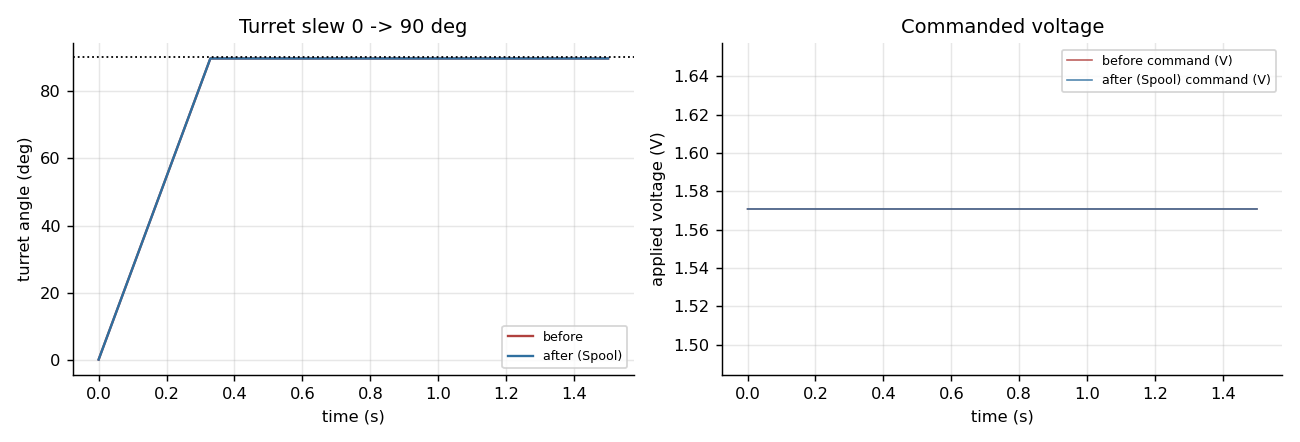 Turret slew 0 -> 90 deg
turret angle (deg)
80
60
40
20
0
0.0 0.2 0.4 0.6 0.8 1.0 1.2 1.4
time (s)
before
after (Spool)
Commanded voltage
applied voltage (V)
1.64
1.62
1.60
1.58
1.56
1.54
1.52
1.50
0.0 0.2 0.4 0.6 0.8 1.0 1.2 1.4
time (s)
before command (V)
after (Spool) command (V)